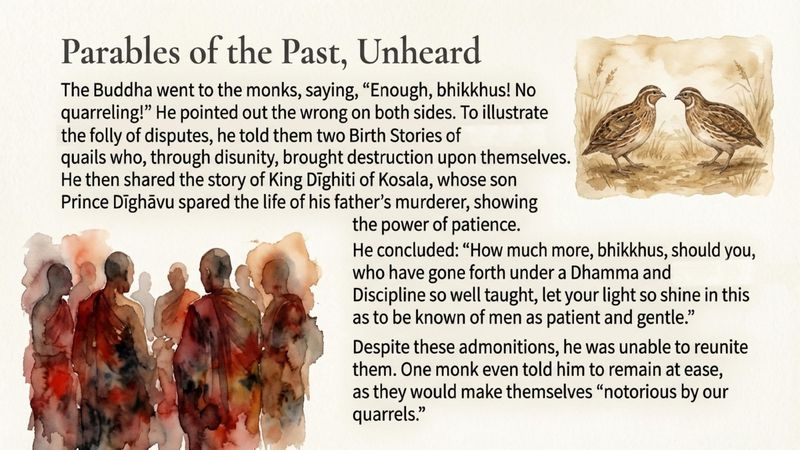 Parables of the Past, Unheard
The Buddha went to the monks, saying, “Enough, bhikkhus! No
quarreling!” He pointed out the wrong on both sides. To illustrate
the folly of disputes, he told them two Birth Stories of
quails who, through disunity, brought destruction upon themselves.
He then shared the story of King Dīghiti of Kosala, whose son
Prince Dīghāvu spared the life of his father’s murderer, showing
the power of patience.
He concluded: “How much more, bhikkhus, should you,
who have gone forth under a Dhamma and
Discipline so well taught, let your light so shine in this
as to be known of men as patient and gentle.”
Despite these admonitions, he was unable to reunite
them. One monk even told him to remain at ease,
as they would make themselves “notorious by our
quarrels.”